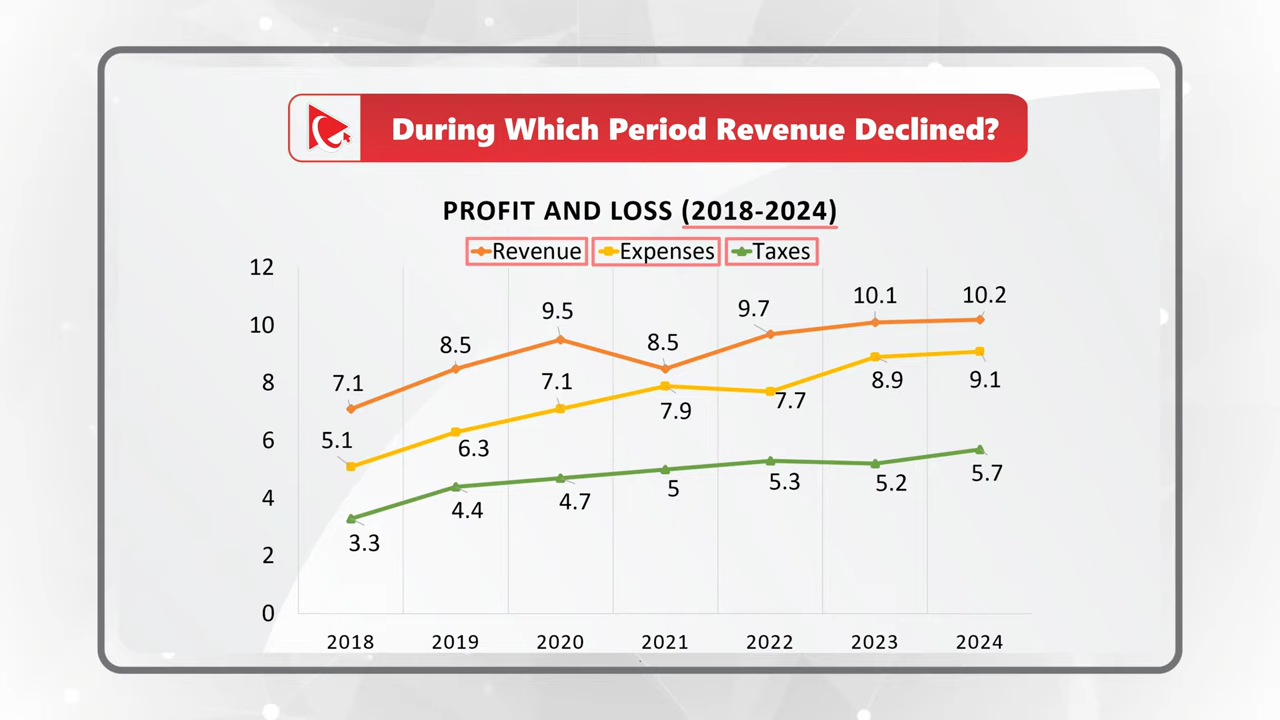 During Which Period Revenue Declined?
PROFIT AND LOSS (2018-2024)
Revenue Expenses Taxes
12
10
8
6
4
2
0
7.1 8.5 9.5 8.5 9.7 10.1 10.2
5.1 6.3 7.1 7.9 7.7 8.9 9.1
3.3 4.4 4.7 5 5.3 5.2 5.7
2018 2019 2020 2021 2022 2023 2024